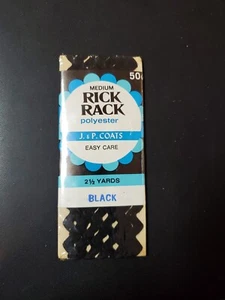 50¢
MEDIUM
RICK
RACK
polyester
J. & P. COATS
EASY CARE
2½ YARDS
BLACK